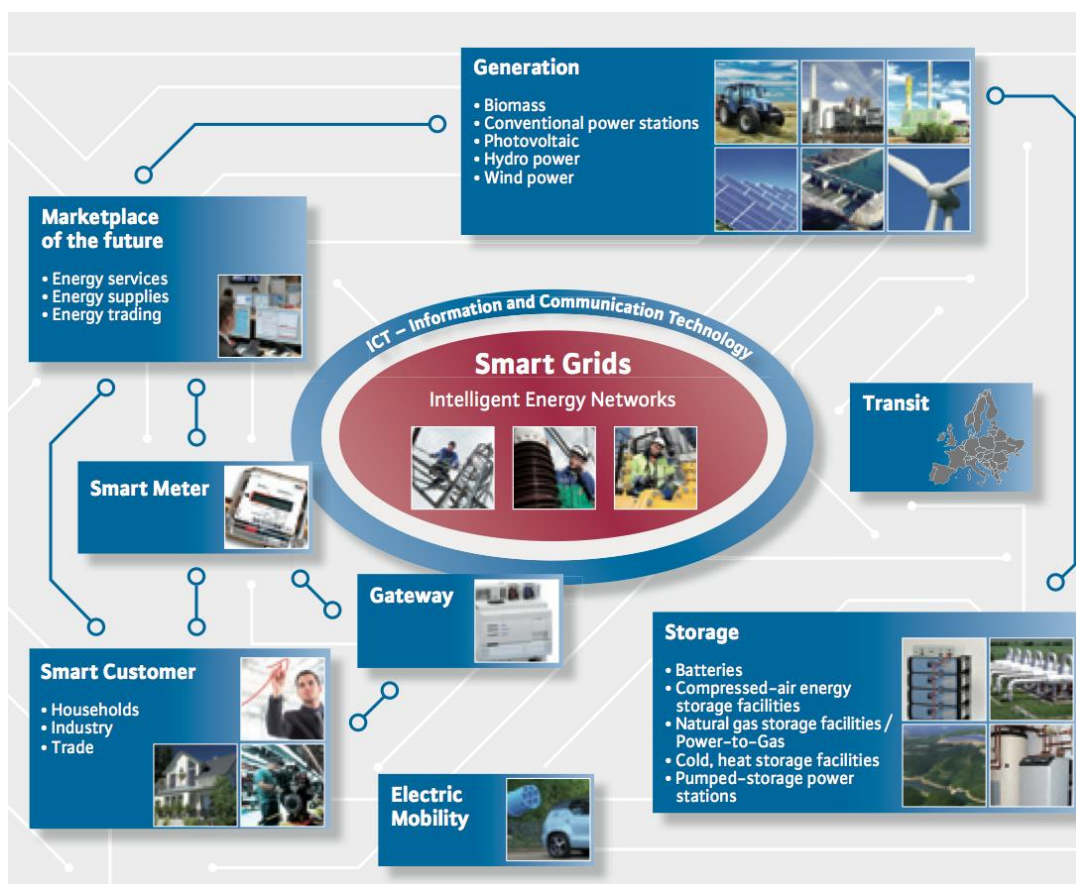 Generation
• Biomass
• Conventional power stations
• Photovoltaic
• Hydro power
• Wind power
Marketplace
of the future
• Energy services
• Energy supplies
• Energy trading
ICT – Information and Communication Technology
Smart Grids
Intelligent Energy Networks
Transit
Smart Meter
Gateway
Smart Customer
• Households
• Industry
• Trade
Storage
• Batteries
• Compressed-air energy
storage facilities
• Natural gas storage facilities /
Power-to-Gas
• Cold, heat storage facilities
• Pumped-storage power
stations
Electric
Mobility